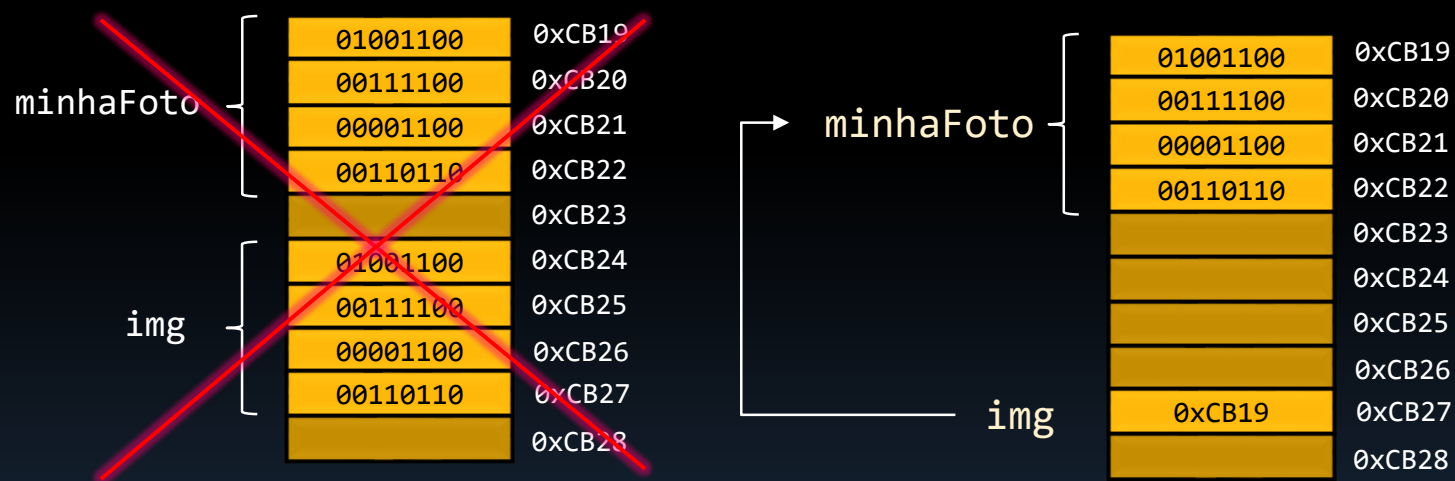 01001100 0xCB19
00111100 0xCB20
minhaFoto
00001100 0xCB21
00110110 0xCB22
0xCB23
01001100 0xCB24
00111100 0xCB25
img
00001100 0xCB26
00110110 0xCB27
0xCB28
01001100 0xCB19
00111100 0xCB20
minhaFoto
00001100 0xCB21
00110110 0xCB22
0xCB23
0xCB24
0xCB25
0xCB26
img 0xCB19 0xCB27
0xCB28